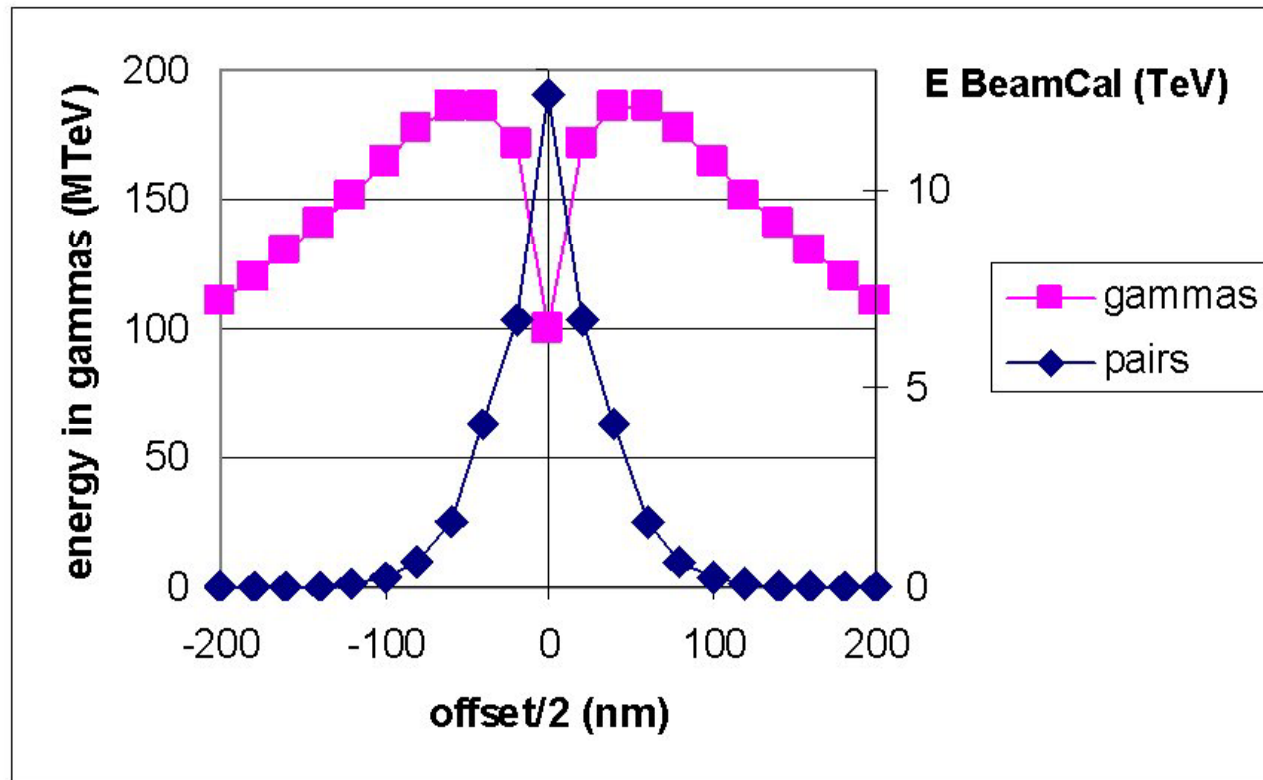 E BeamCal (TeV)
energy in gammas (MTeV)
200
150
100
50
0
10
5
0
-200
-100
0
100
200
offset/2 (nm)
gammas
pairs